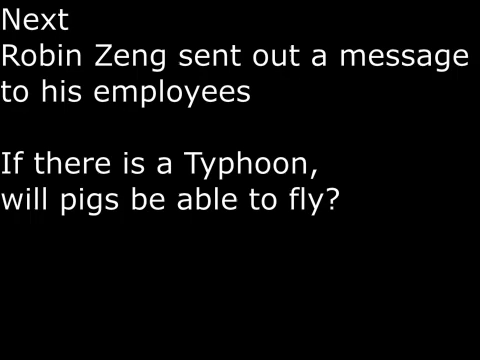 Next
Robin Zeng sent out a message
to his employees
If there is a Typhoon,
will pigs be able to fly?